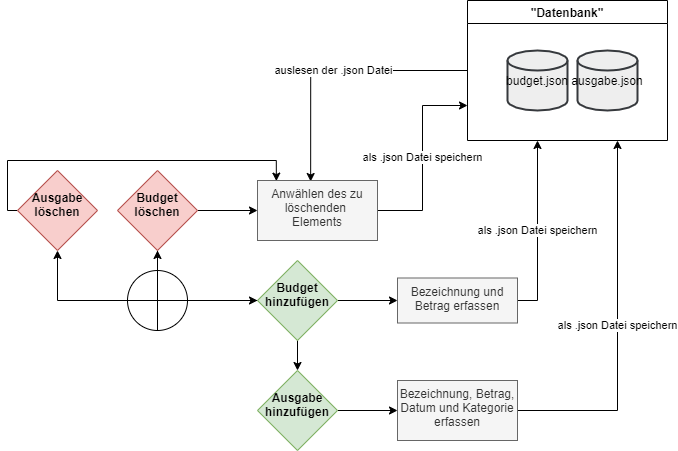 "Datenbank"
auslesen der .json Datei
budget.json
ausgabe.json
als .json Datei speichern
Ausgabe
löschen
Budget
löschen
Anwählen des zu
löschenden
Elements
als .json Datei speichern
Budget
hinzufügen
Bezeichnung und
Betrag erfassen
als .json Datei speichern
Ausgabe
hinzufügen
Bezeichnung, Betrag,
Datum und Kategorie
erfassen